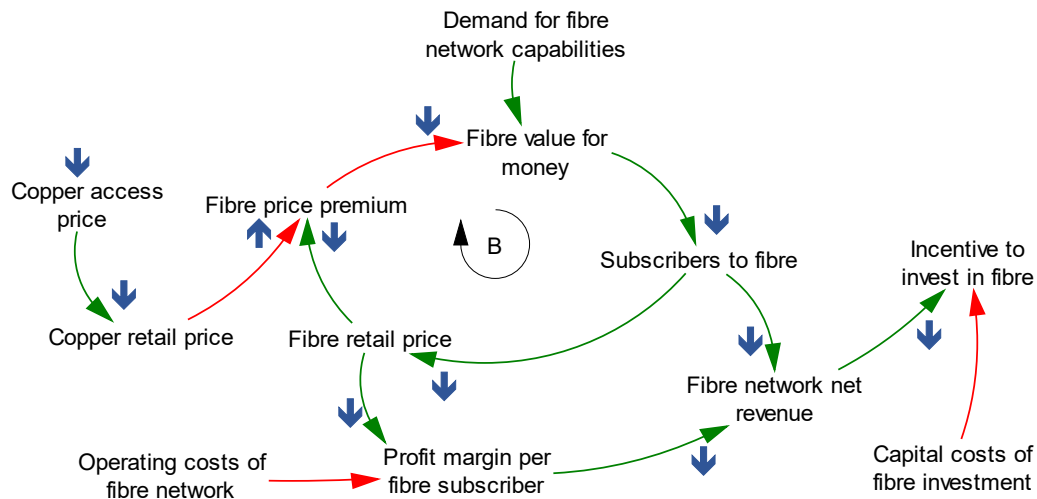 Demand for fibre
network capabilities
Fibre value for
money
Copper access
price
Fibre price premium
B
Subscribers to fibre
Incentive to
invest in fibre
Copper retail price
Fibre retail price
Fibre network net
revenue
Operating costs of
fibre network
Profit margin per
fibre subscriber
Capital costs of
fibre investment